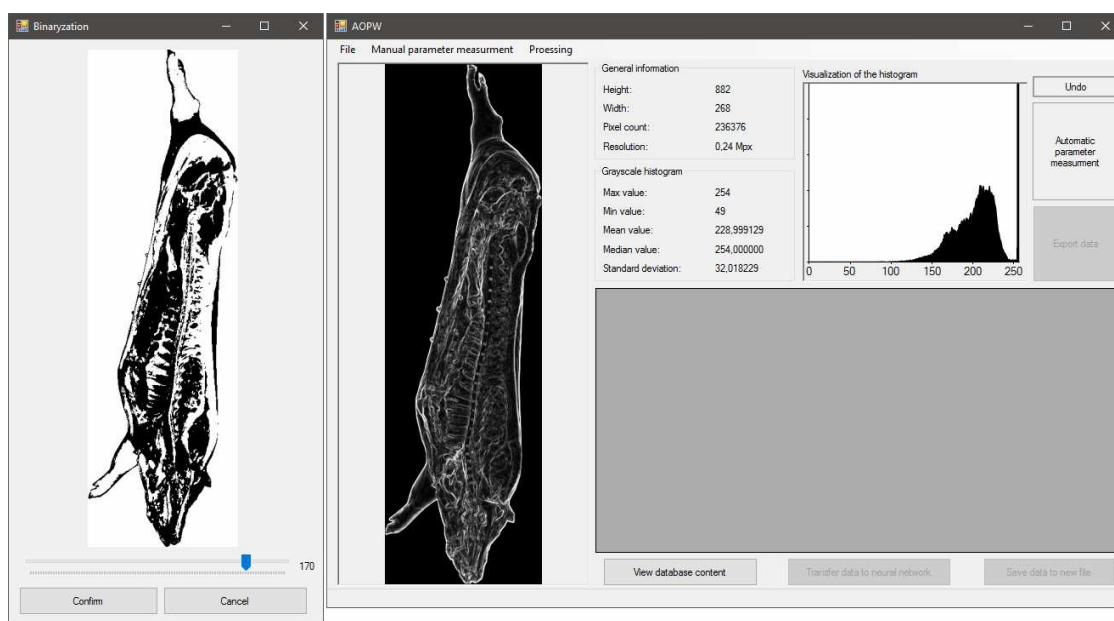 Binaryzation
170
Confirm Cancel
AOPW
File Manual parameter measurment Proessing
General information
Height: 882
Width: 268
Pixel count: 236376
Resolution: 0,24 Mpx
Grayscale histogram
Max value: 254
Min value: 49
Mean value: 228,999129
Median value: 254,000000
Standard deviation: 32,018229
Visualization of the histogram
0 50 100 150 200 250
Undo
Automatic
parameter
measurment
Export data
View database content Transfer data to neural network Save data to new file